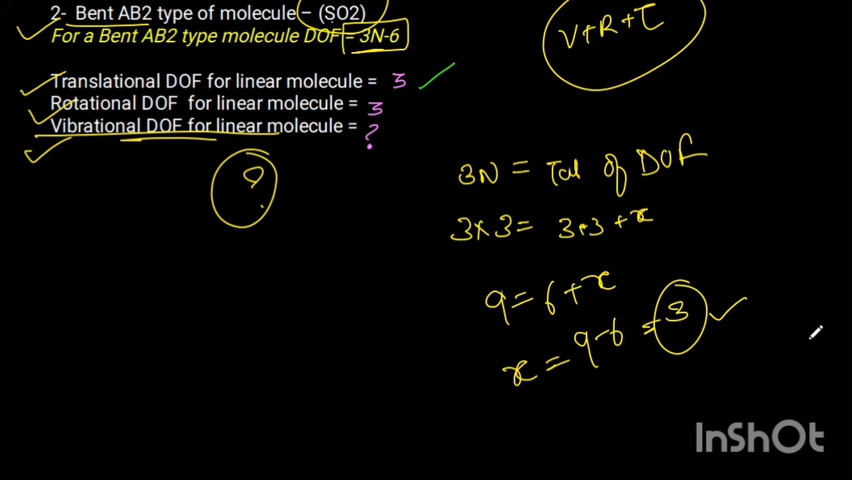 2- Bent AB2 type of molecule – (SO2)
For a Bent AB2 type molecule DOF = 3N-6
V+R+T
Translational DOF for linear molecule = 3
Rotational DOF for linear molecule = 3
Vibrational DOF for linear molecule = ?
?
3N = Tot of DOF
3×3= 3+3+x
9=6+x
x=9-6=3
InShOt